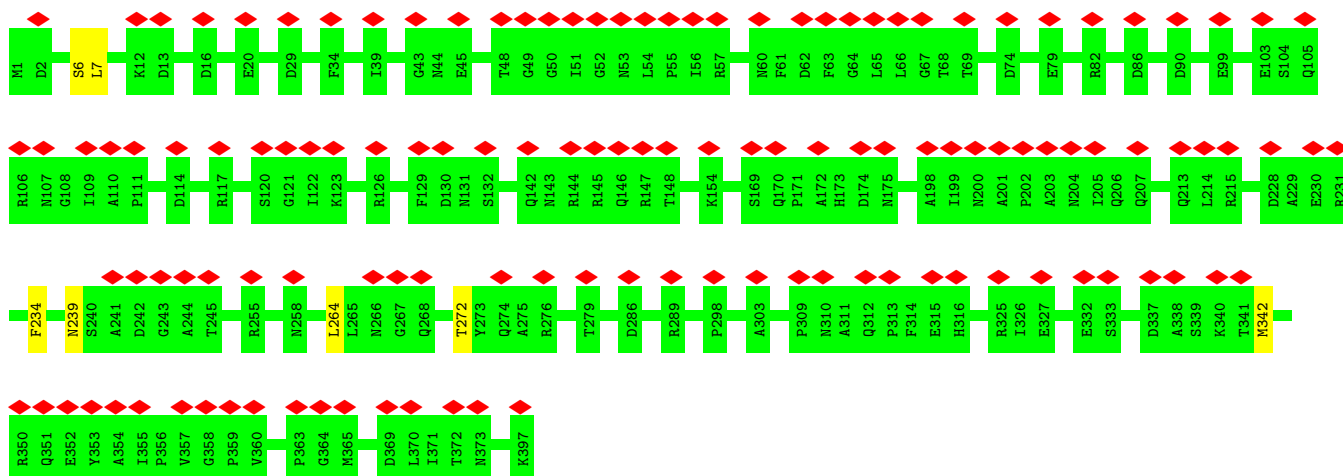 M1 D2 S6 L7 K12 D13 D16 E20 D29 F34 I39 G43 N44 E45 T48 G49 G50 I51 G52 N53 L54 P55 I56 R57 N60 F61 D62 F63 G64 L65 L66 G67 T68 T69 D74 E79 R82 D86 D90 E99 E103 S104 Q105
R106 N107 G108 I109 A110 P111 D114 R117 S120 G121 I122 K123 R126 F129 D130 N131 S132 Q142 N143 R144 R145 Q146 R147 T148 K154 S169 Q170 P171 A172 H173 D174 N175 A198 I199 N200 A201 P202 A203 N204 I205 Q206 Q207 Q213 L214 R215 D228 A229 E230 R231
F234 N239 S240 A241 D242 G243 A244 T245 R255 N258 L264 L265 N266 G267 Q268 T272 Y273 Q274 A275 R276 T279 D286 R289 P298 A303 P309 N310 A311 Q312 P313 F314 E315 H316 R325 I326 E327 E332 S333 D337 A338 S339 K340 T341 M342
R350 Q351 E352 Y353 A354 I355 P356 V357 G358 P359 V360 P363 G364 M365 D369 L370 I371 T372 N373 K397